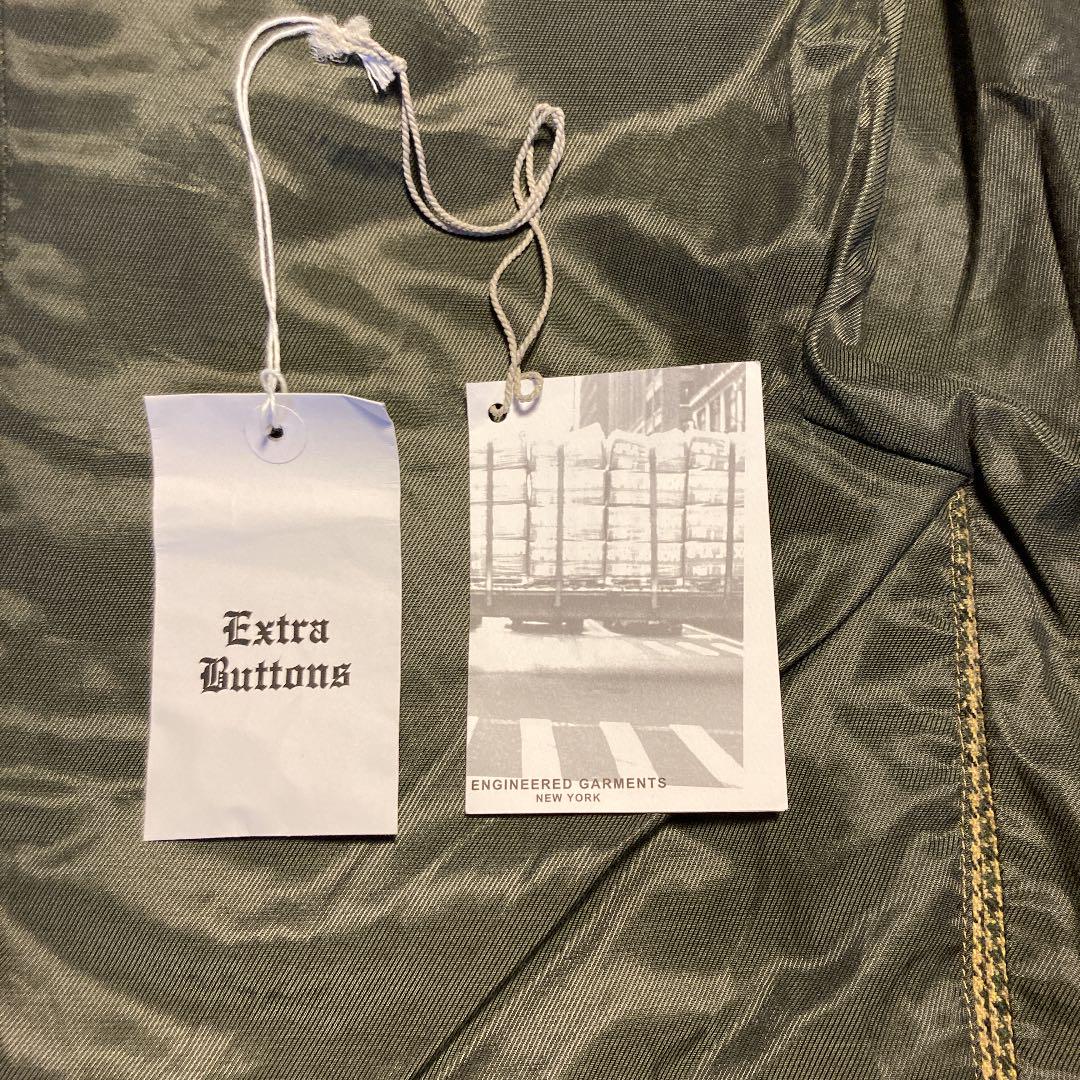 Extra
Buttons
ENGINEERED GARMENTS
NEW YORK